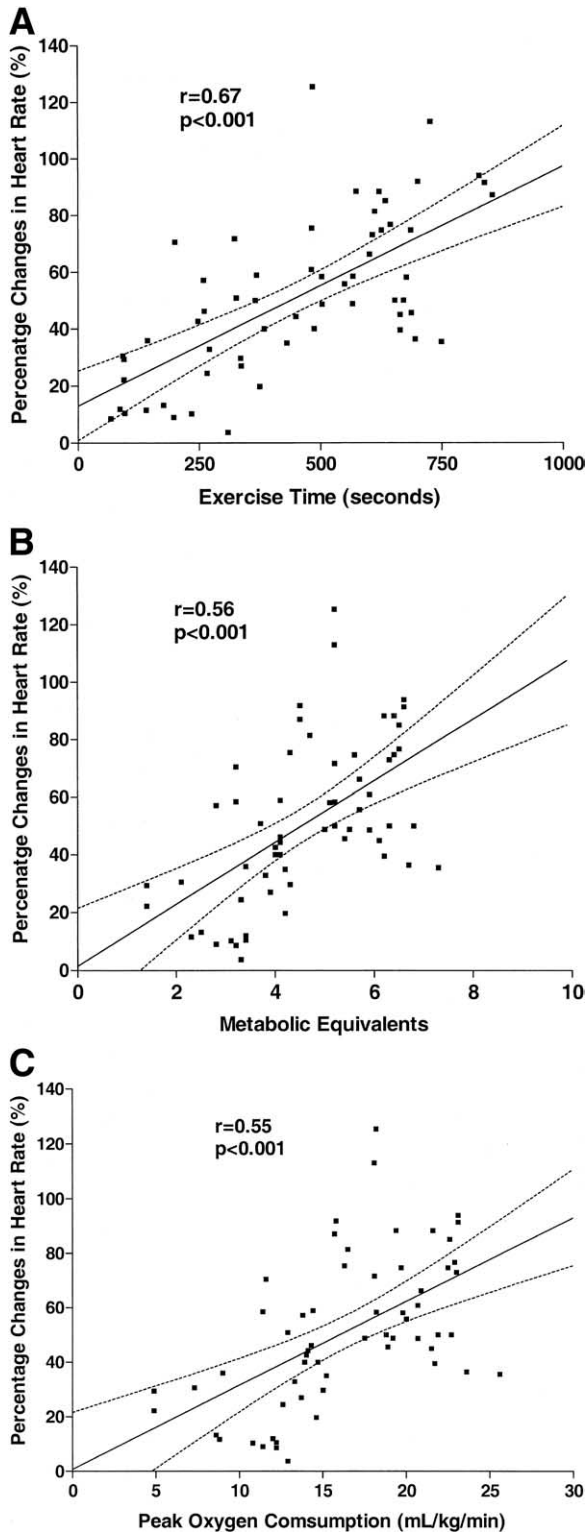 A
Percenatge Changes in Heart Rate (%)
140
120
100
80
60
40
20
0
r=0.67
p<0.001
0 250 500 750 1000
Exercise Time (seconds)
B
Percenatge Changes in Heart Rate (%)
140
120
100
80
60
40
20
0
r=0.56
p<0.001
0 2 4 6 8 10
Metabolic Equivalents
C
Percentage Changes in Heart Rate (%)
140
120
100
80
60
40
20
0
r=0.55
p<0.001
0 5 10 15 20 25 30
Peak Oxygen Comsumption (mL/kg/min)